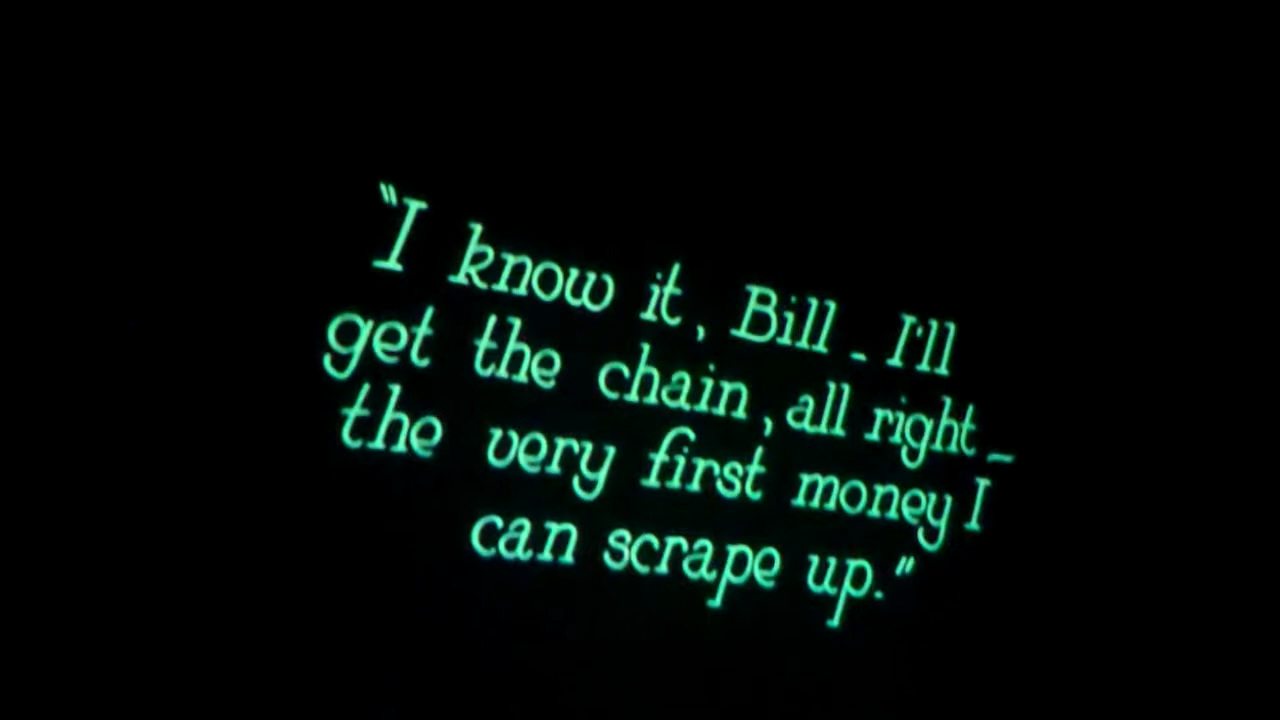 "I know it, Bill - I'll
get the chain, all right -
the very first money I
can scrape up."